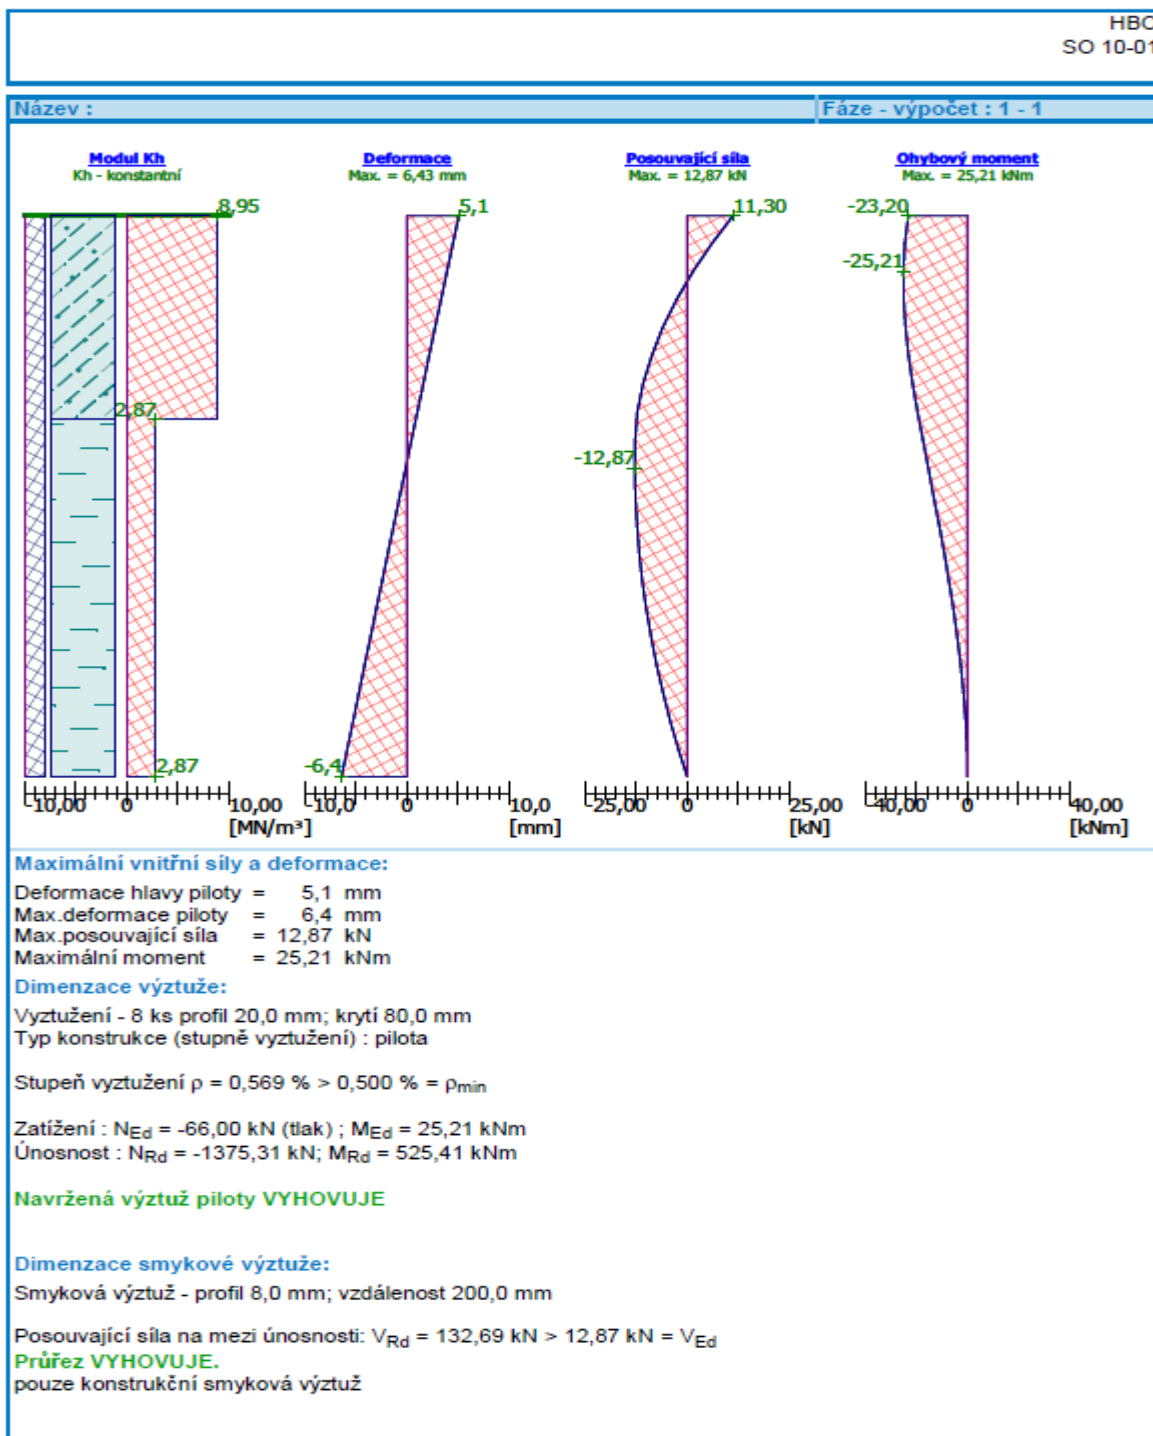 HBC
SO 10-01
Název :
Fáze - výpočet : 1 - 1
Modul Kh
Kh - konstantní
Deformace
Max. = 6,43 mm
Posouvající síla
Max. = 12,87 kN
Ohybový moment
Max. = 25,21 kNm
8,95
5,1
11,30
-23,20
-25,21
2,87
-12,87
2,87
-6,4
-10,00 0 10,00
[MN/m³]
-10,0 0 10,0
[mm]
-25,00 0 25,00
[kN]
-40,00 0 40,00
[kNm]
Maximální vnitřní síly a deformace:
Deformace hlavy piloty = 5,1 mm
Max.deformace piloty = 6,4 mm
Max.posouvající síla = 12,87 kN
Maximální moment = 25,21 kNm
Dimenzace výztuže:
Vyztužení - 8 ks profil 20,0 mm; krytí 80,0 mm
Typ konstrukce (stupně vyztužení) : pilota
Stupeň vyztužení ρ = 0,569 % > 0,500 % = ρmin
Zatížení : NEd = -66,00 kN (tlak) ; MEd = 25,21 kNm
Únosnost : NRd = -1375,31 kN; MRd = 525,41 kNm
Navržená výztuž piloty VYHOVUJE
Dimenzace smykové výztuže:
Smyková výztuž - profil 8,0 mm; vzdálenost 200,0 mm
Posouvající síla na mezi únosnosti: VRd = 132,69 kN > 12,87 kN = VEd
Průřez VYHOVUJE.
pouze konstrukční smyková výztuž